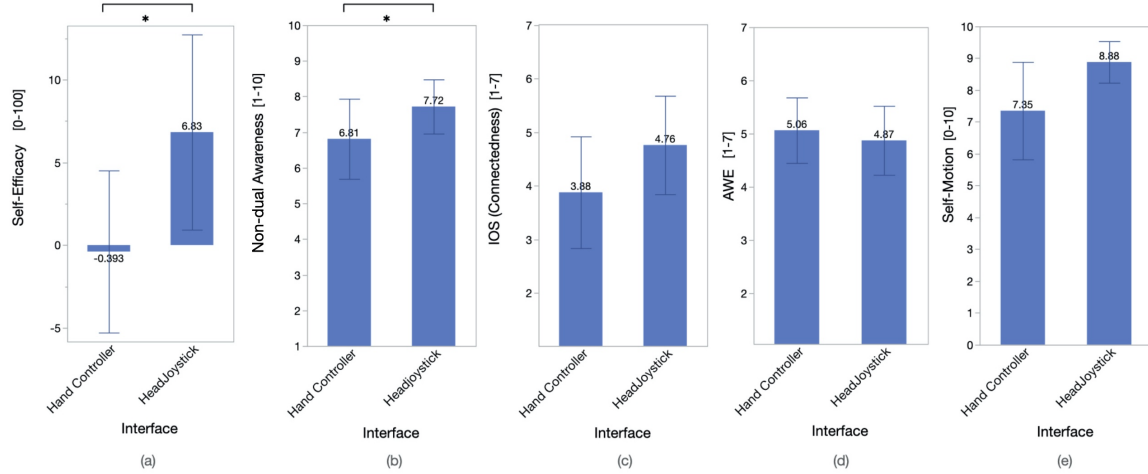 *
*
Self-Efficacy [0-100]
10
5
0
-5
6.83
-0.393
Hand Controller
HeadJoystick
Interface
(a)
Non-dual Awareness [1-10]
10
9
8
7
6
5
4
3
2
1
6.81
7.72
Hand Controller
Headjoystick
Interface
(b)
IOS (Connectedness) [1-7]
7
6
5
4
3
2
3.88
4.76
Hand Controller
HeadJoystick
Interface
(c)
AWE [1-7]
7
6
5
4
3
2
5.06
4.87
Hand Controller
HeadJoystick
Interface
(d)
Self-Motion [0-10]
10
9
8
7
6
5
4
3
2
1
0
7.35
8.88
Hand Controller
HeadJoystick
Interface
(e)